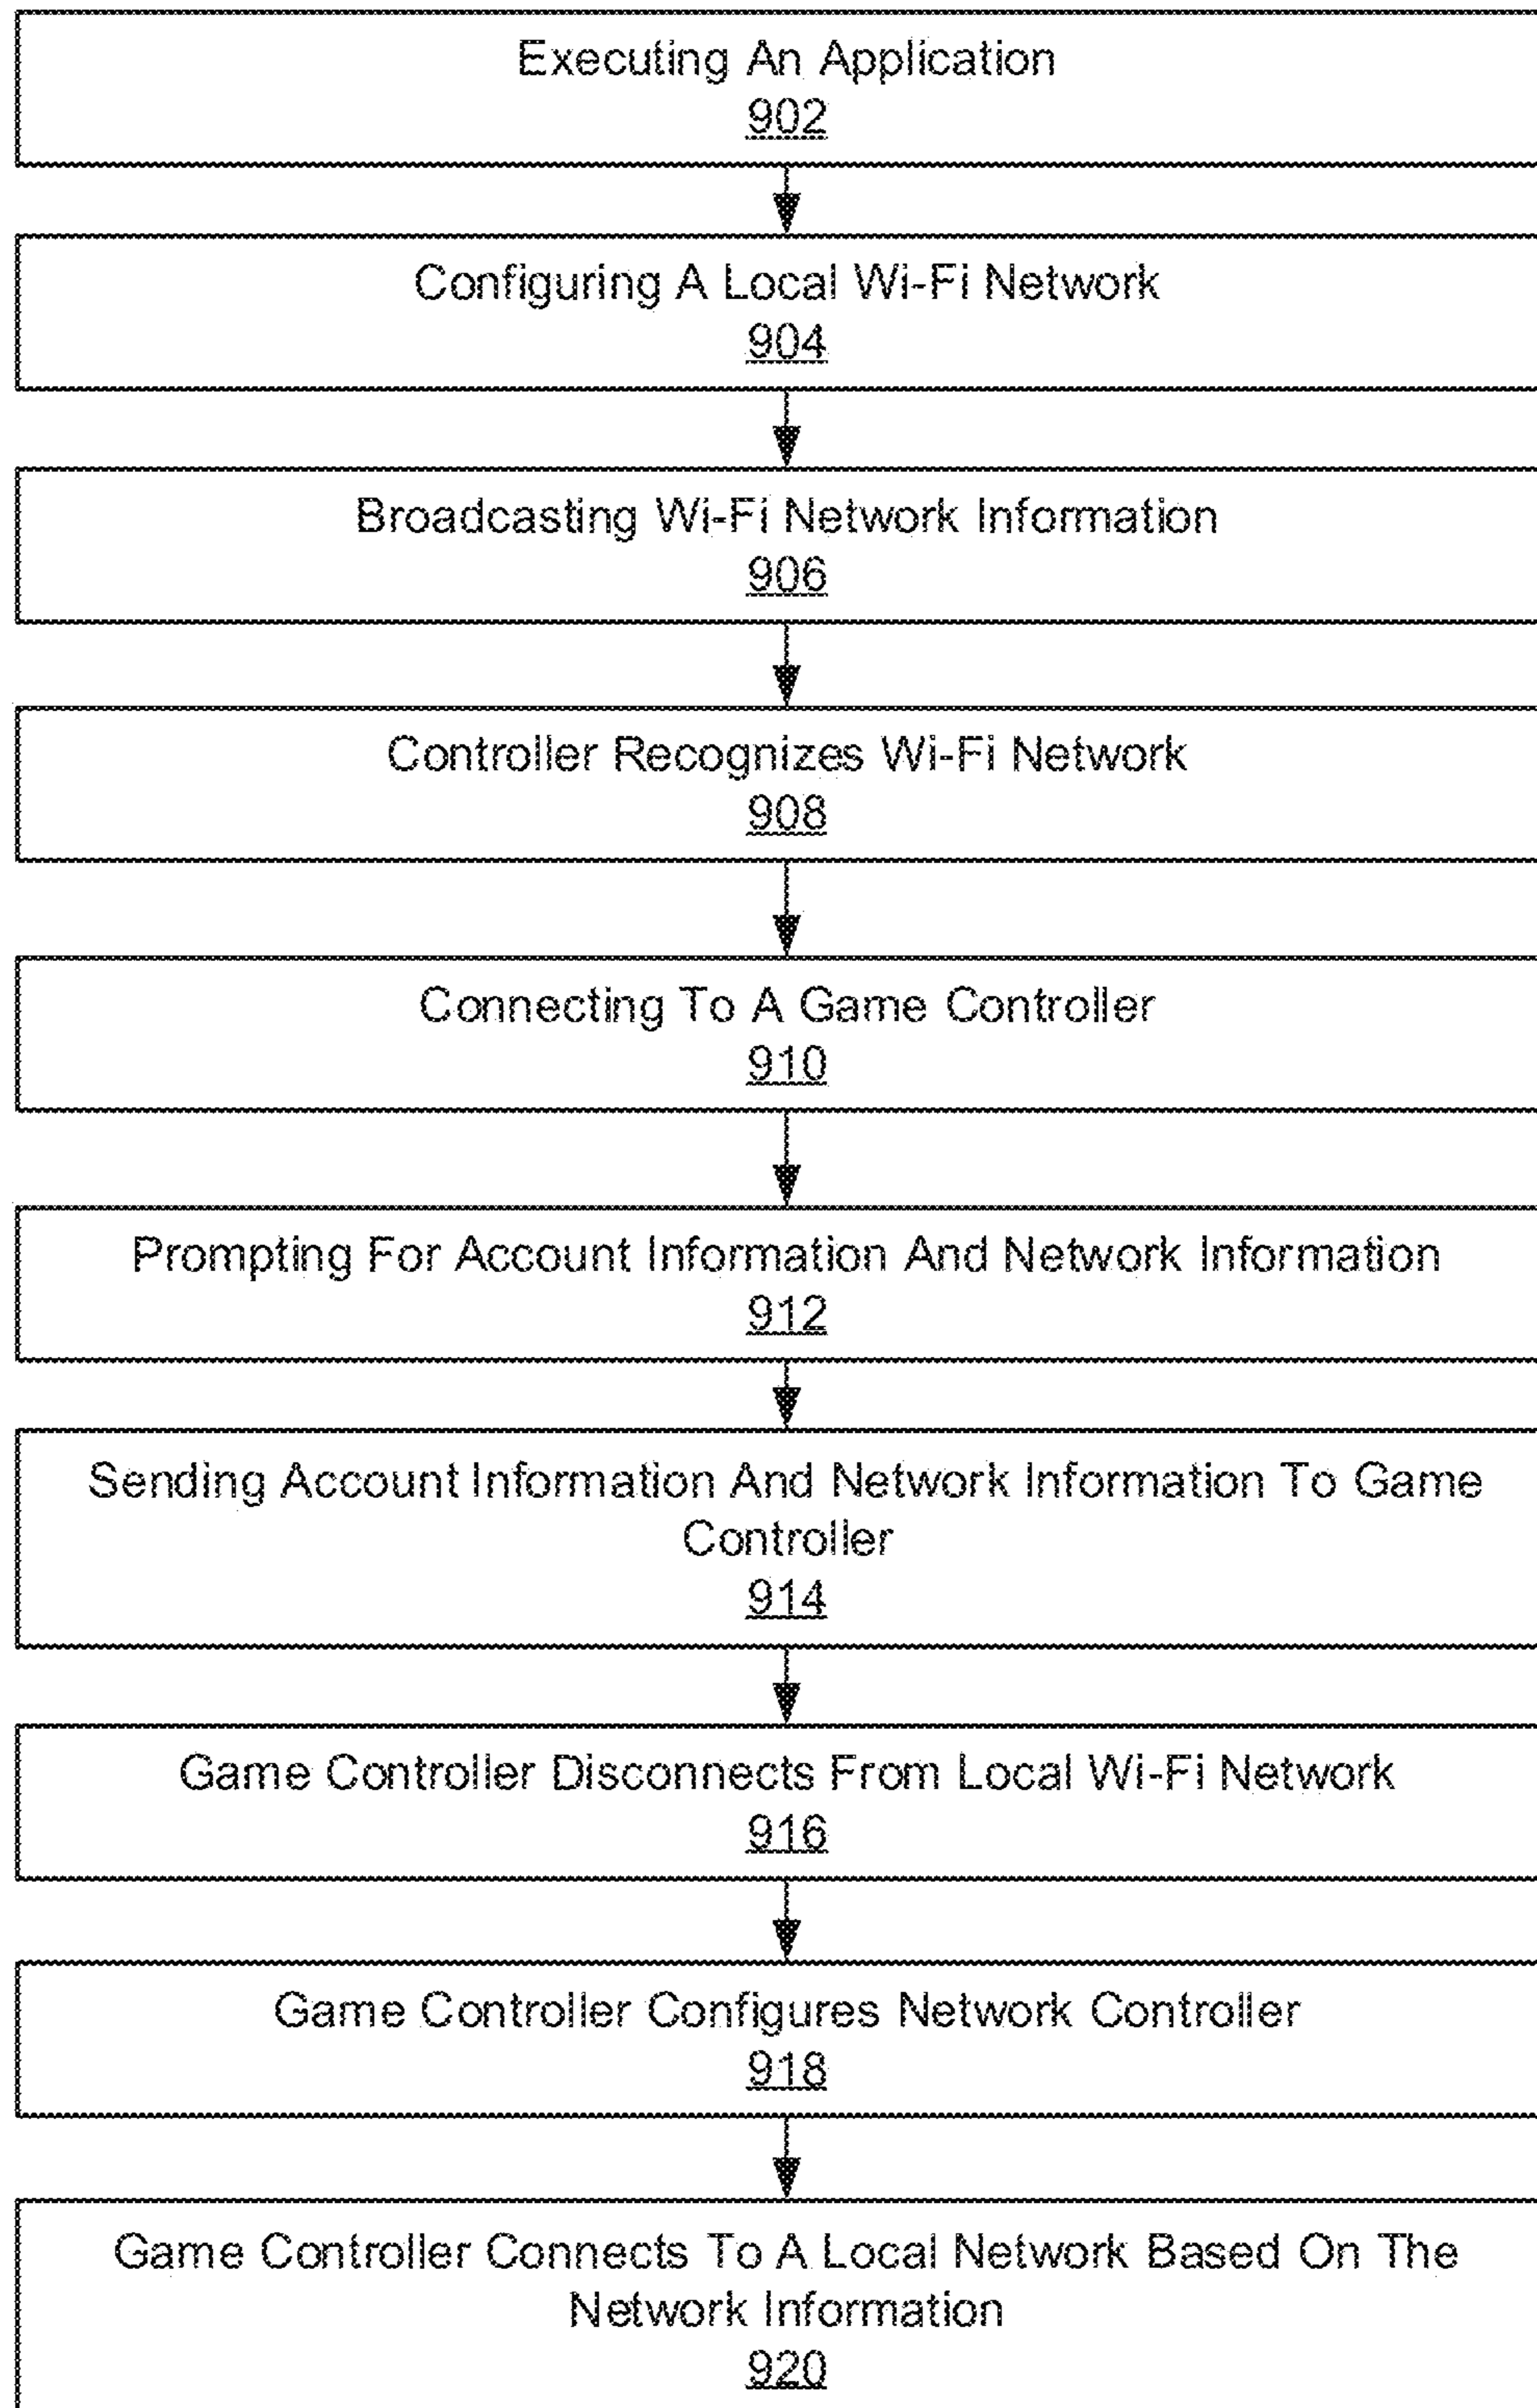 Executing An Application
902
Configuring A Local Wi-Fi Network
904
Broadcasting Wi-Fi Network Information
906
Controller Recognizes Wi-Fi Network
908
Connecting To A Game Controller
910
Prompting For Account Information And Network Information
912
Sending Account Information And Network Information To Game
Controller
914
Game Controller Disconnects From Local Wi-Fi Network
916
Game Controller Configures Network Controller
918
Game Controller Connects To A Local Network Based On The
Network Information
920